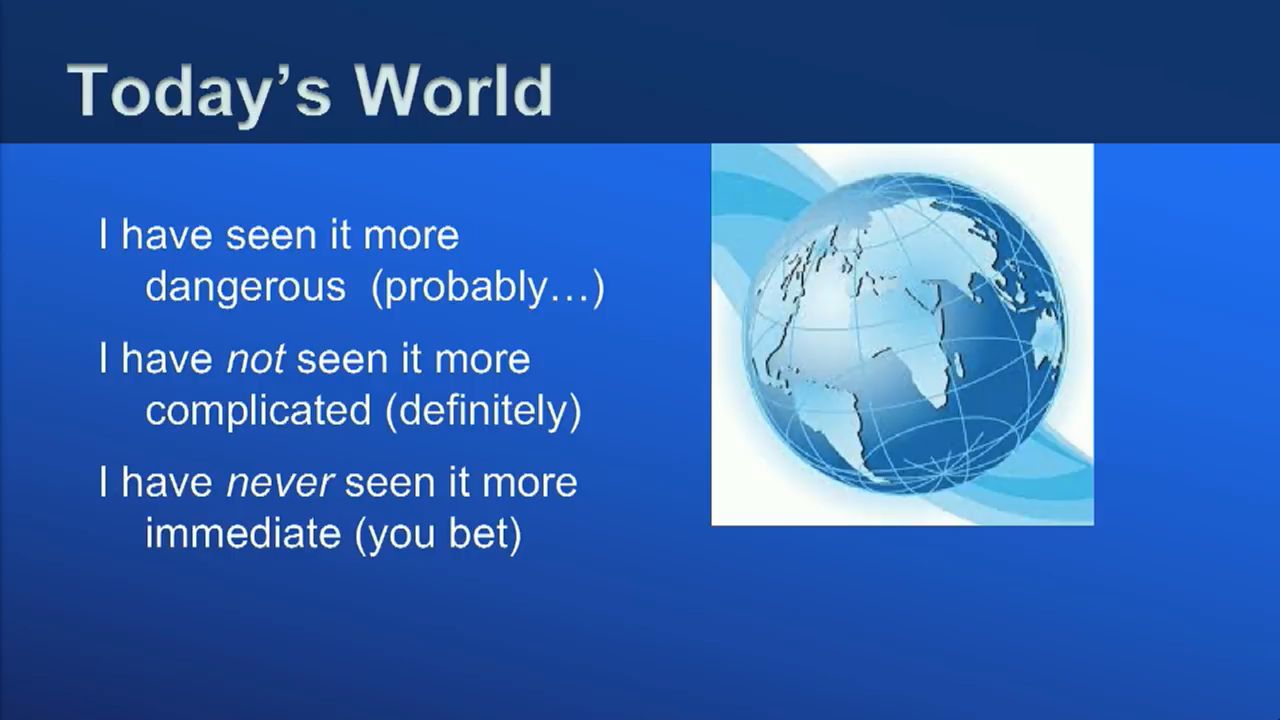 Today’s World
I have seen it more
dangerous  (probably…)
I have not seen it more
complicated (definitely)
I have never seen it more
immediate (you bet)